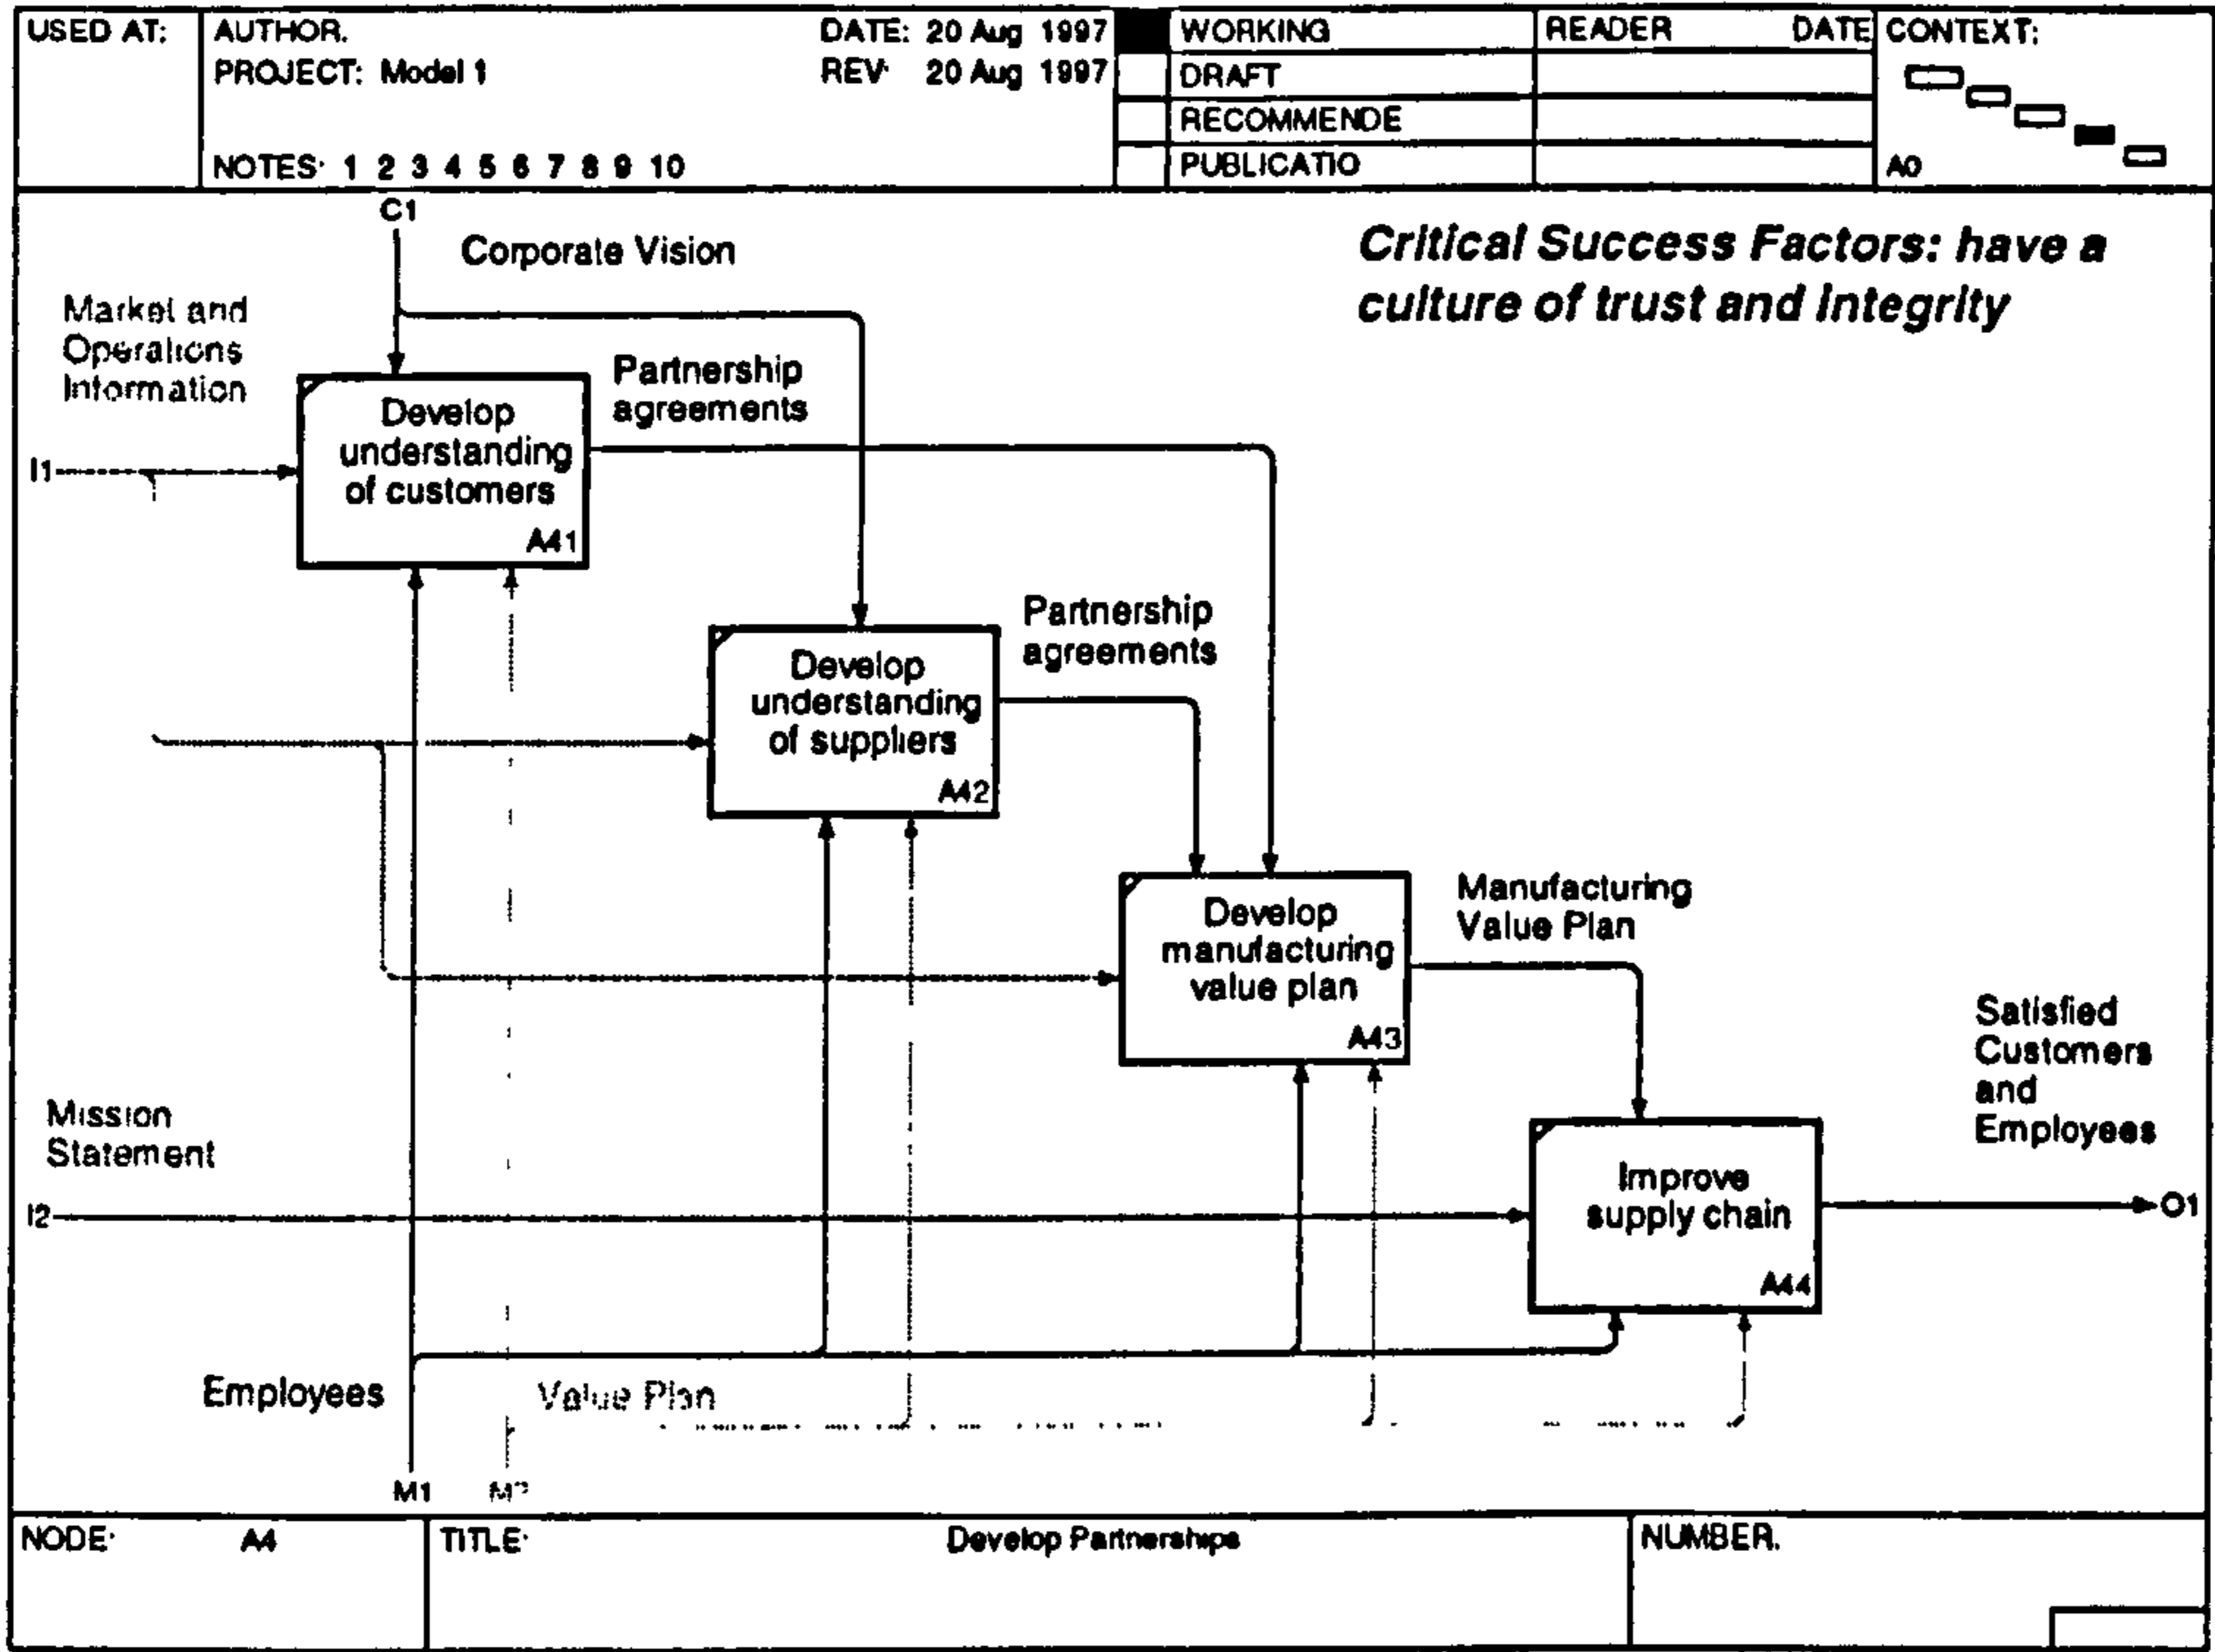 USED AT:
AUTHOR.
DATE: 20 Aug 1997
PROJECT: Model 1
REV: 20 Aug 1997
NOTES: 1 2 3 4 5 6 7 8 9 10
WORKING
DRAFT
RECOMMENDE
PUBLICATIO
READER DATE
CONTEXT:
A0
C1
Corporate Vision
Critical Success Factors: have a
culture of trust and integrity
Market and
Operations
Information
Partnership
agreements
I1
Develop
understanding
of customers
A41
Partnership
agreements
Develop
understanding
of suppliers
A42
Manufacturing
Value Plan
Develop
manufacturing
value plan
A43
Satisfied
Customers
and
Employees
Mission
Statement
I2
Improve
supply chain
A44
O1
Employees
Value Plan
M1
NODE: A4
TITLE: Develop Partnerships
NUMBER.